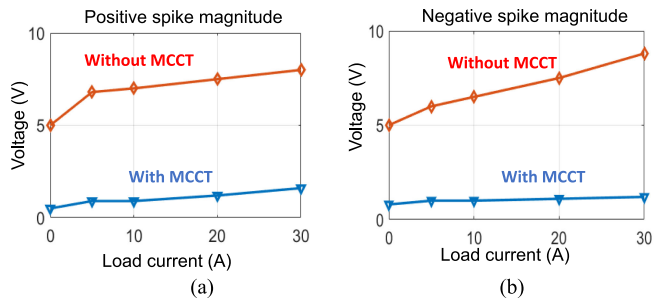 Positive spike magnitude
10
Without MCCT
Voltage (V)
5
With MCCT
0
0 10 20 30
Load current (A)
(a)
Negative spike magnitude
10
Without MCCT
Voltage (V)
5
With MCCT
0
0 10 20 30
Load current (A)
(b)